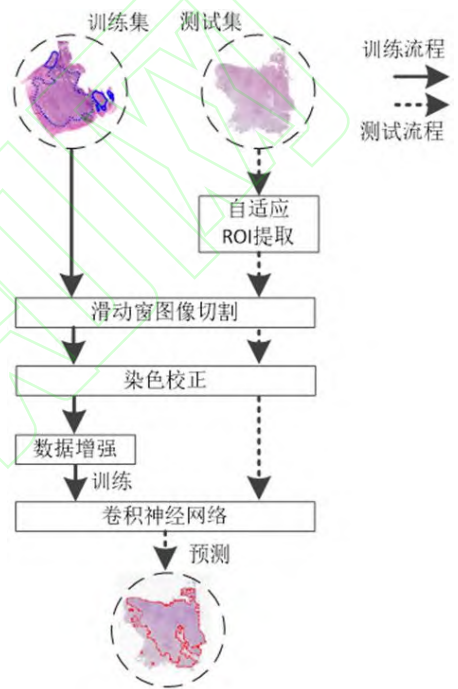 训练集
测试集
训练流程
测试流程
自适应
ROI提取
滑动窗图像切割
染色校正
数据增强
训练
卷积神经网络
预测